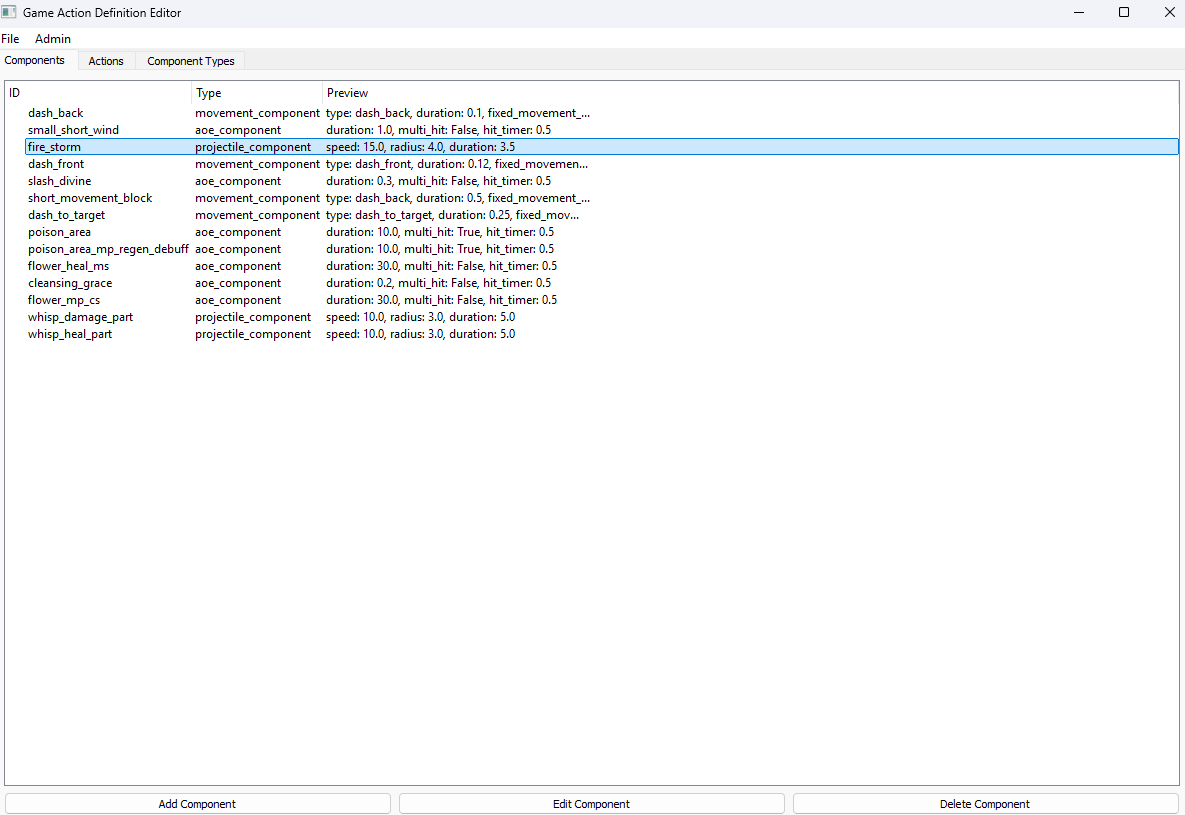 Game Action Definition Editor
File Admin
Components Actions Component Types
ID Type Preview
dash_back movement_component type: dash_back, duration: 0.1, fixed_movement_...
small_short_wind aoe_component duration: 1.0, multi_hit: False, hit_timer: 0.5
fire_storm projectile_component speed: 15.0, radius: 4.0, duration: 3.5
dash_front movement_component type: dash_front, duration: 0.12, fixed_movemen...
slash_divine aoe_component duration: 0.3, multi_hit: False, hit_timer: 0.5
short_movement_block movement_component type: dash_back, duration: 0.5, fixed_movement_...
dash_to_target movement_component type: dash_to_target, duration: 0.25, fixed_mov...
poison_area aoe_component duration: 10.0, multi_hit: True, hit_timer: 0.5
poison_area_mp_regen_debuff aoe_component duration: 10.0, multi_hit: True, hit_timer: 0.5
flower_heal_ms aoe_component duration: 30.0, multi_hit: False, hit_timer: 0.5
cleansing_grace aoe_component duration: 0.2, multi_hit: False, hit_timer: 0.5
flower_mp_cs aoe_component duration: 30.0, multi_hit: False, hit_timer: 0.5
whisp_damage_part projectile_component speed: 10.0, radius: 3.0, duration: 5.0
whisp_heal_part projectile_component speed: 10.0, radius: 3.0, duration: 5.0
Add Component Edit Component Delete Component